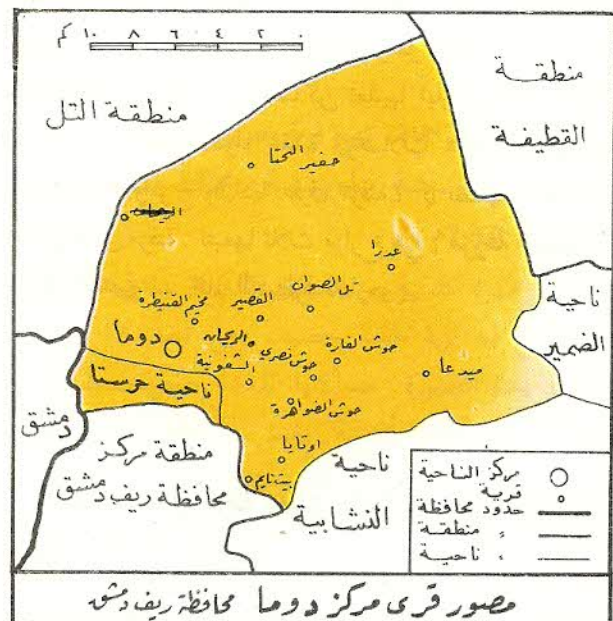 ١٠ ٨ ٦ ٤ ٢ ٠ كم
منطقة
القطيفة
منطقة التل
حفير التحتا
عدرا
تل الصوان
القصير
مخيم القنيطرة
ناحية
الضمير
دوما
الريحان
حوش نصري
حوش الفارة
الشفونية
ميدعا
ناحية حرستا
حوش الضواهرة
دمشق
منطقة مركز
محافظة ريف دمشق
اوتايا
بيت نايم
ناحية
النشابية
مركز الناحية
قرية
حدود محافظة
〃 منطقة
〃 ناحية
مصور قرى مركز دوما محافظة ريف دمشق